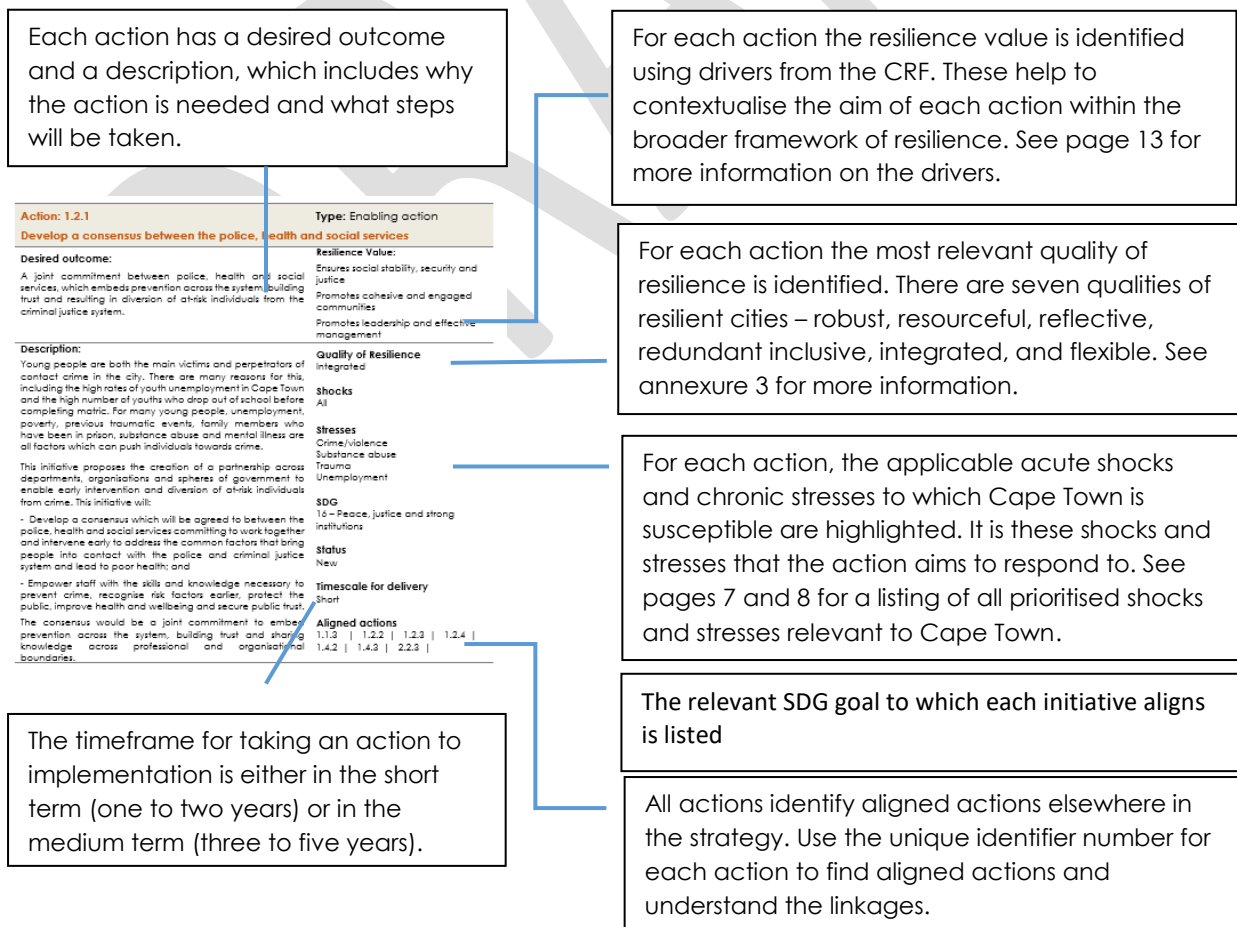 Each action has a desired outcome
and a description, which includes why
the action is needed and what steps
will be taken.
For each action the resilience value is identified
using drivers from the CRF. These help to
contextualise the aim of each action within the
broader framework of resilience. See page 13 for
more information on the drivers.
Action: 1.2.1
Type: Enabling action
Develop a consensus between the police, health and social services
Desired outcome:
A joint commitment between police, health and social
services, which embeds prevention across the system, building
trust and resulting in diversion of at-risk individuals from the
criminal justice system.
Resilience Value:
Ensures social stability, security and
justice
Promotes cohesive and engaged
communities
Promotes leadership and effective
management
Description:
Young people are both the main victims and perpetrators of
contact crime in the city. There are many reasons for this,
including the high rates of youth unemployment in Cape Town
and the high number of youths who drop out of school before
completing matric. For many young people, unemployment,
poverty, previous traumatic events, family members who
have been in prison, substance abuse and mental illness are
all factors which can push individuals towards crime.
This initiative proposes the creation of a partnership across
departments, organisations and spheres of government to
enable early intervention and diversion of at-risk individuals
from crime. This initiative will:
- Develop a consensus which will be agreed to between the
police, health and social services committing to work together
and intervene early to address the common factors that bring
people into contact with the police and criminal justice
system and lead to poor health; and
- Empower staff with the skills and knowledge necessary to
prevent crime, recognise risk factors earlier, protect the
public, improve health and wellbeing and secure public trust.
The consensus would be a joint commitment to embed
prevention across the system, building trust and sharing
knowledge across professional and organisational
boundaries.
Quality of Resilience
Integrated
Shocks
All
Stresses
Crime/violence
Substance abuse
Trauma
Unemployment
SDG
16 – Peace, justice and strong
institutions
Status
New
Timescale for delivery
Short
Aligned actions
1.1.3 | 1.2.2 | 1.2.3 | 1.2.4 |
1.4.2 | 1.4.3 | 2.2.3 |
For each action the most relevant quality of
resilience is identified. There are seven qualities of
resilient cities – robust, resourceful, reflective,
redundant inclusive, integrated, and flexible. See
annexure 3 for more information.
For each action, the applicable acute shocks
and chronic stresses to which Cape Town is
susceptible are highlighted. It is these shocks and
stresses that the action aims to respond to. See
pages 7 and 8 for a listing of all prioritised shocks
and stresses relevant to Cape Town.
The relevant SDG goal to which each initiative aligns
is listed
The timeframe for taking an action to
implementation is either in the short
term (one to two years) or in the
medium term (three to five years).
All actions identify aligned actions elsewhere in
the strategy. Use the unique identifier number for
each action to find aligned actions and
understand the linkages.